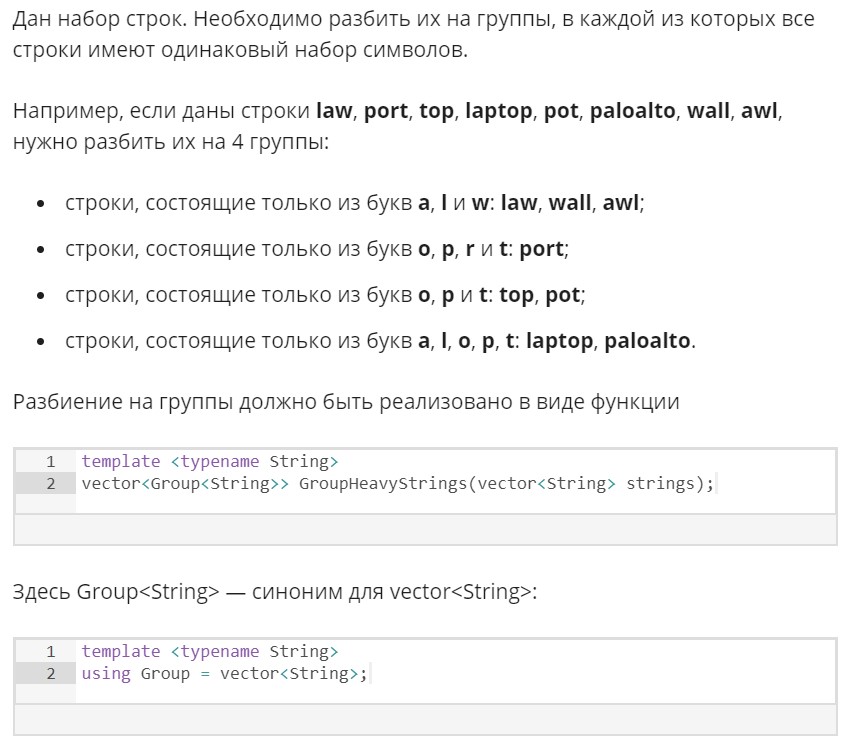 Дан набор строк. Необходимо разбить их на группы, в каждой из которых все
строки имеют одинаковый набор символов.
Например, если даны строки law, port, top, laptop, pot, paloalto, wall, awl,
нужно разбить их на 4 группы:
• строки, состоящие только из букв a, l и w: law, wall, awl;
• строки, состоящие только из букв o, p, r и t: port;
• строки, состоящие только из букв o, p и t: top, pot;
• строки, состоящие только из букв a, l, o, p, t: laptop, paloalto.
Разбиение на группы должно быть реализовано в виде функции
1 template <typename String>
2 vector<Group<String>> GroupHeavyStrings(vector<String> strings);
Здесь Group<String> — синоним для vector<String>:
1 template <typename String>
2 using Group = vector<String>;